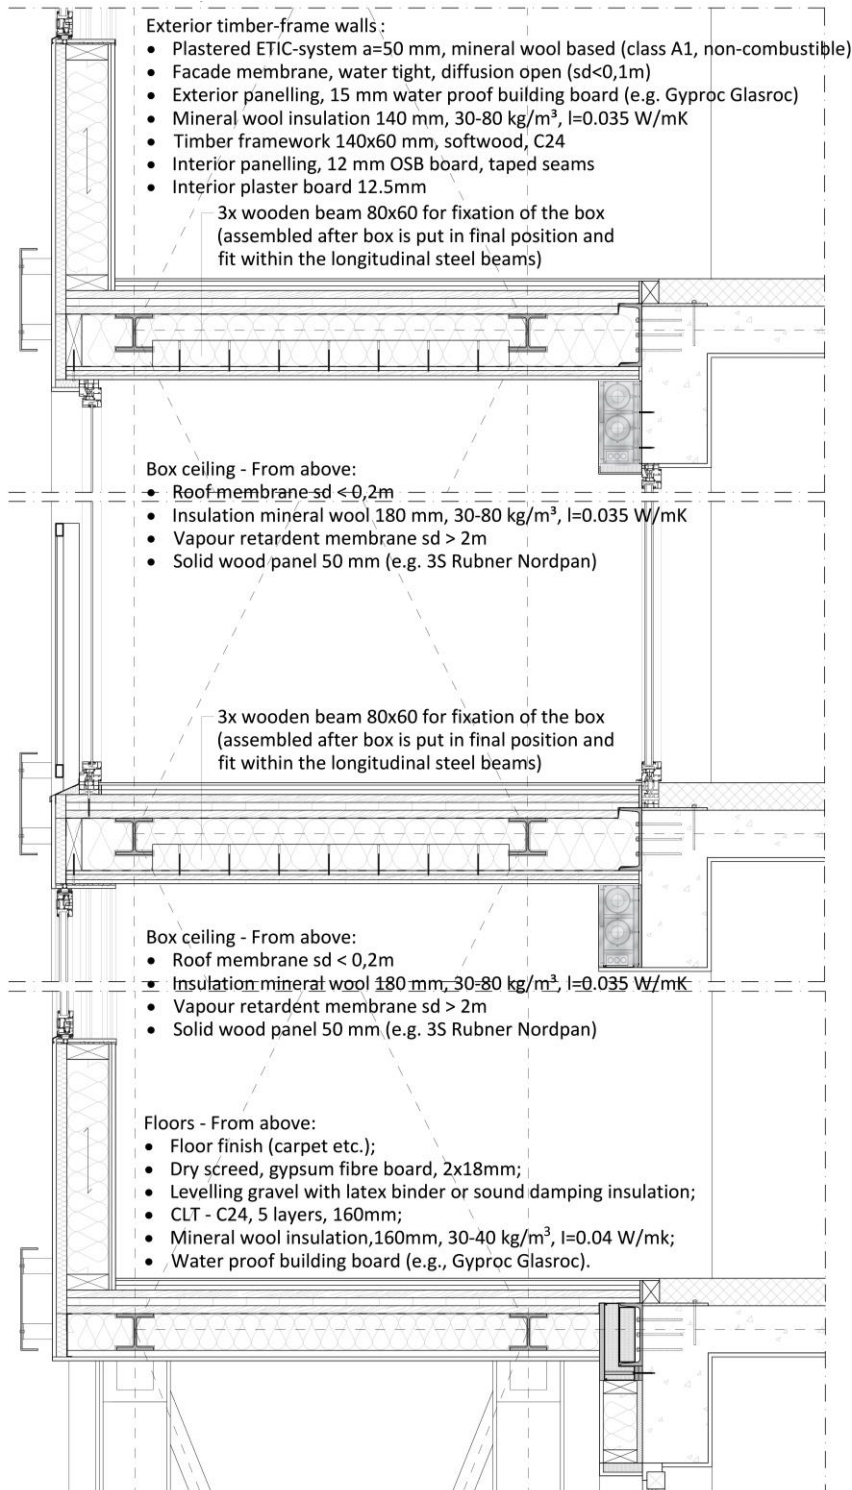 Exterior timber-frame walls :
• Plastered ETIC-system a=50 mm, mineral wool based (class A1, non-combustible)
• Facade membrane, water tight, diffusion open (sd<0,1m)
• Exterior panelling, 15 mm water proof building board (e.g. Gyproc Glasroc)
• Mineral wool insulation 140 mm, 30-80 kg/m³, l=0.035 W/mK
• Timber framework 140x60 mm, softwood, C24
• Interior panelling, 12 mm OSB board, taped seams
• Interior plaster board 12.5mm
3x wooden beam 80x60 for fixation of the box
(assembled after box is put in final position and
fit within the longitudinal steel beams)
Box ceiling - From above:
• Roof membrane sd < 0,2m
• Insulation mineral wool 180 mm, 30-80 kg/m³, l=0.035 W/mK
• Vapour retardent membrane sd > 2m
• Solid wood panel 50 mm (e.g. 3S Rubner Nordpan)
3x wooden beam 80x60 for fixation of the box
(assembled after box is put in final position and
fit within the longitudinal steel beams)
Box ceiling - From above:
• Roof membrane sd < 0,2m
• Insulation mineral wool 180 mm, 30-80 kg/m³, l=0.035 W/mK
• Vapour retardent membrane sd > 2m
• Solid wood panel 50 mm (e.g. 3S Rubner Nordpan)
Floors - From above:
• Floor finish (carpet etc.);
• Dry screed, gypsum fibre board, 2x18mm;
• Levelling gravel with latex binder or sound damping insulation;
• CLT - C24, 5 layers, 160mm;
• Mineral wool insulation,160mm, 30-40 kg/m³, l=0.04 W/mk;
• Water proof building board (e.g., Gyproc Glasroc).